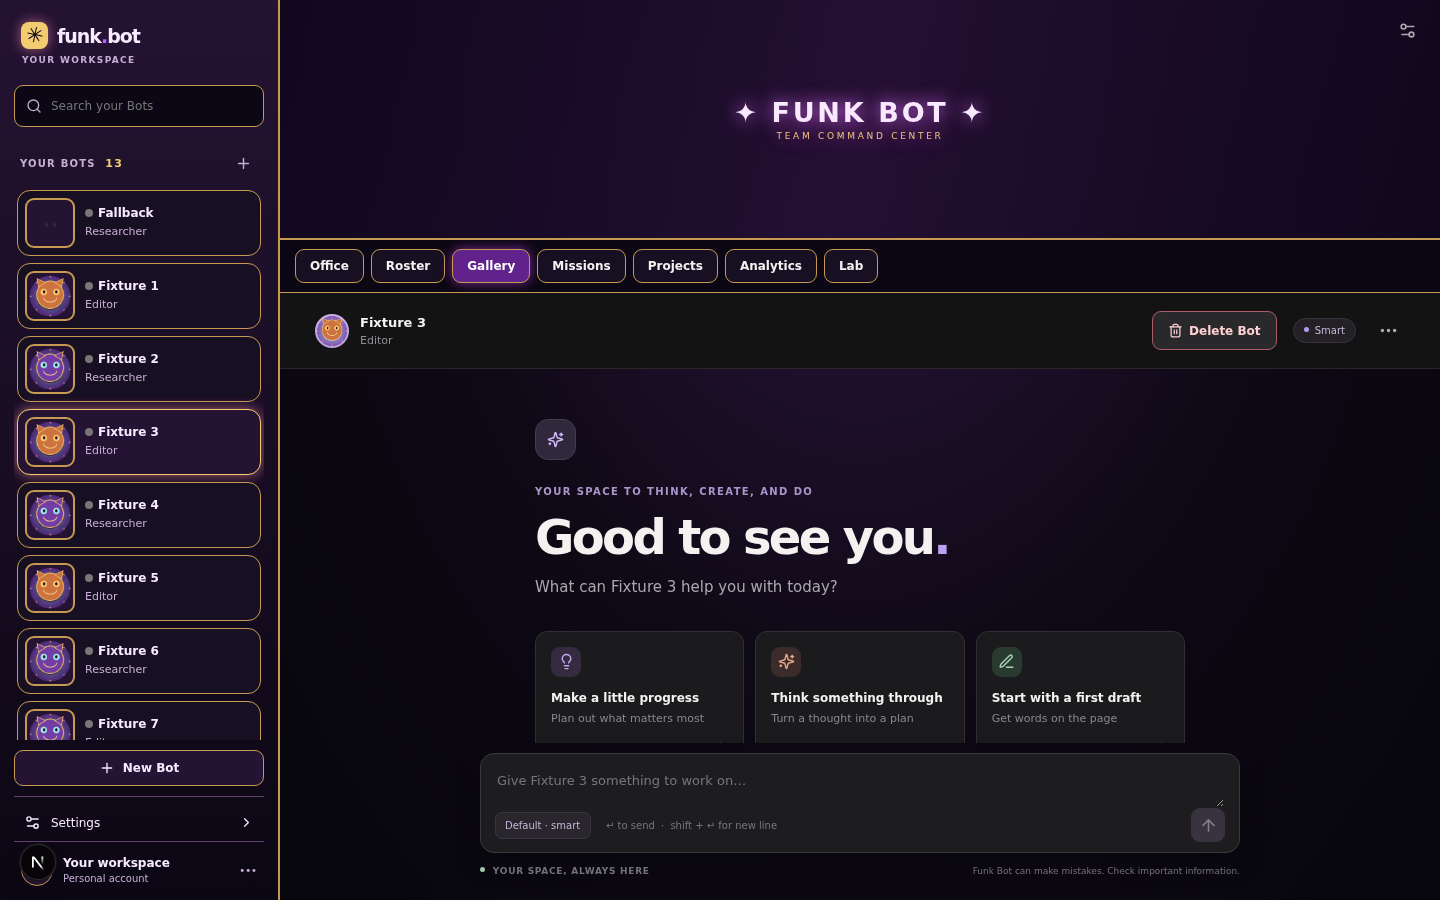 funk.bot
YOUR WORKSPACE
Search your Bots
YOUR BOTS 13
Fallback
Researcher
Fixture 1
Editor
Fixture 2
Researcher
Fixture 3
Editor
Fixture 4
Researcher
Fixture 5
Editor
Fixture 6
Researcher
Fixture 7
New Bot
Settings
N
Your workspace
Personal account
✦ FUNK BOT ✦
TEAM COMMAND CENTER
Office Roster Gallery Missions Projects Analytics Lab
Fixture 3
Editor
Delete Bot
Smart
YOUR SPACE TO THINK, CREATE, AND DO
Good to see you.
What can Fixture 3 help you with today?
Make a little progress
Plan out what matters most
Think something through
Turn a thought into a plan
Start with a first draft
Get words on the page
Give Fixture 3 something to work on…
Default · smart
↵ to send · shift + ↵ for new line
YOUR SPACE, ALWAYS HERE
Funk Bot can make mistakes. Check important information.